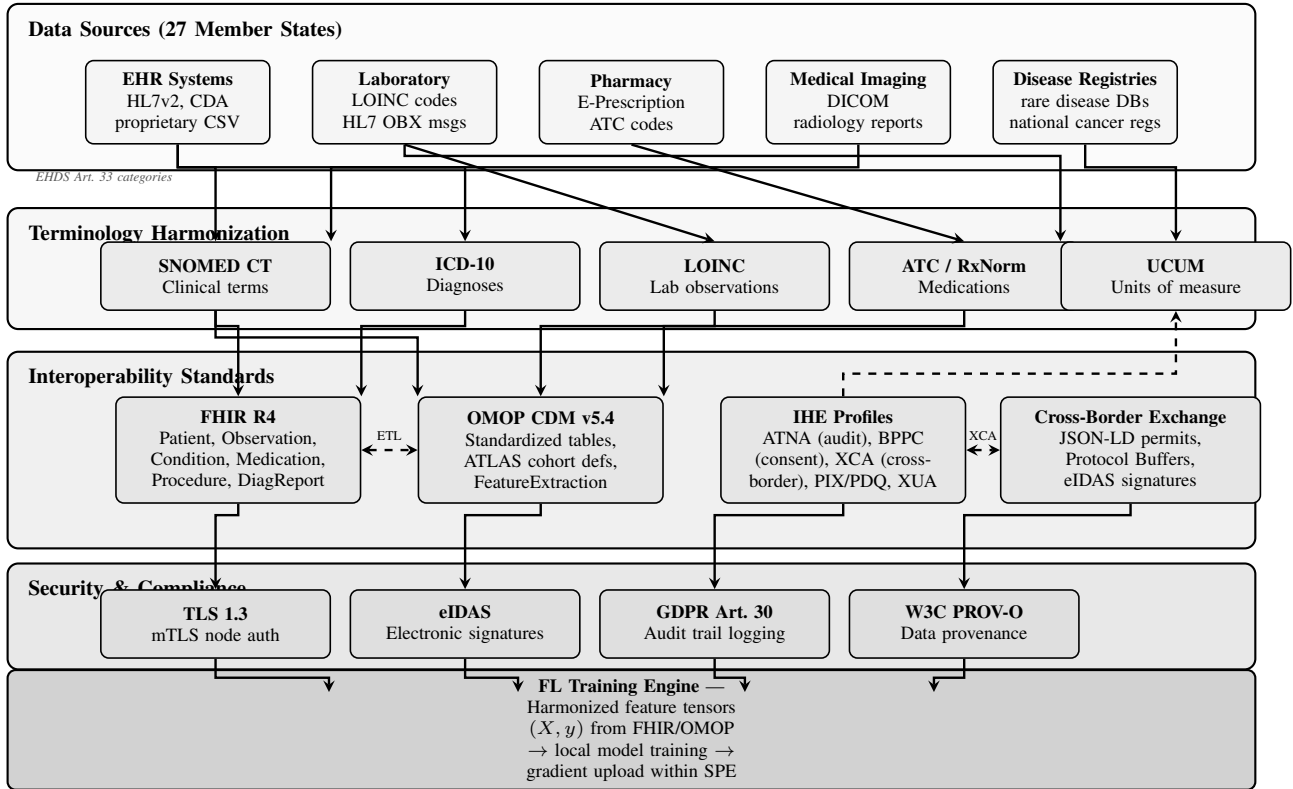 Data Sources (27 Member States)
EHR Systems
HL7v2, CDA
proprietary CSV
Laboratory
LOINC codes
HL7 OBX msgs
Pharmacy
E-Prescription
ATC codes
Medical Imaging
DICOM
radiology reports
Disease Registries
rare disease DBs
national cancer regs
EHDS Art. 33 categories
Terminology Harmonization
SNOMED CT
Clinical terms
ICD-10
Diagnoses
LOINC
Lab observations
ATC / RxNorm
Medications
UCUM
Units of measure
Interoperability Standards
FHIR R4
Patient, Observation,
Condition, Medication,
Procedure, DiagReport
ETL
OMOP CDM v5.4
Standardized tables,
ATLAS cohort defs,
FeatureExtraction
IHE Profiles
ATNA (audit), BPPC
(consent), XCA (cross-
border), PIX/PDQ, XUA
XCA
Cross-Border Exchange
JSON-LD permits,
Protocol Buffers,
eIDAS signatures
Security & Compliance
TLS 1.3
mTLS node auth
eIDAS
Electronic signatures
GDPR Art. 30
Audit trail logging
W3C PROV-O
Data provenance
FL Training Engine —
Harmonized feature tensors
(X, y) from FHIR/OMOP
→ local model training →
gradient upload within SPE